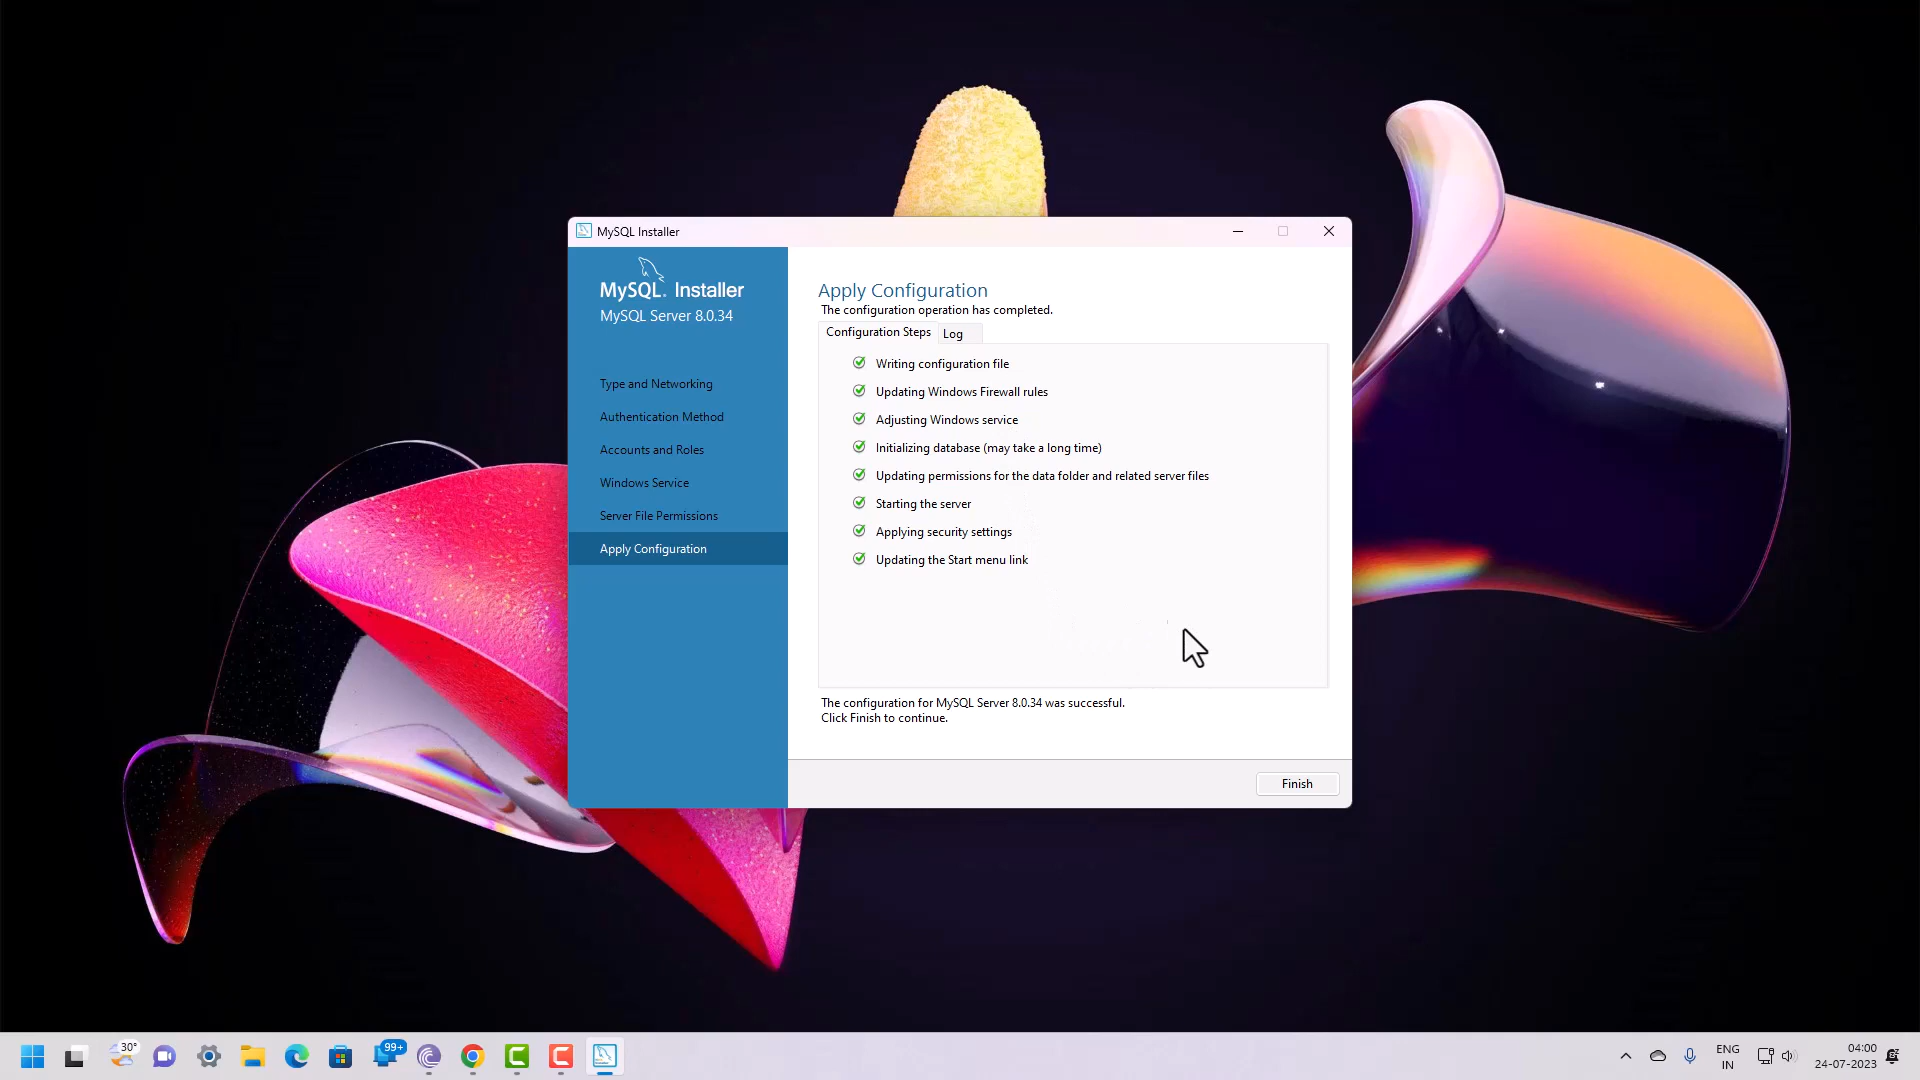 MySQL Installer
MySQL. Installer
MySQL Server 8.0.34
Type and Networking
Authentication Method
Accounts and Roles
Windows Service
Server File Permissions
Apply Configuration
Apply Configuration
The configuration operation has completed.
Configuration Steps
Log
Writing configuration file
Updating Windows Firewall rules
Adjusting Windows service
Initializing database (may take a long time)
Updating permissions for the data folder and related server files
Starting the server
Applying security settings
Updating the Start menu link
The configuration for MySQL Server 8.0.34 was successful.
Click Finish to continue.
Finish
30°
99+
ENG
IN
04:00
24-07-2023